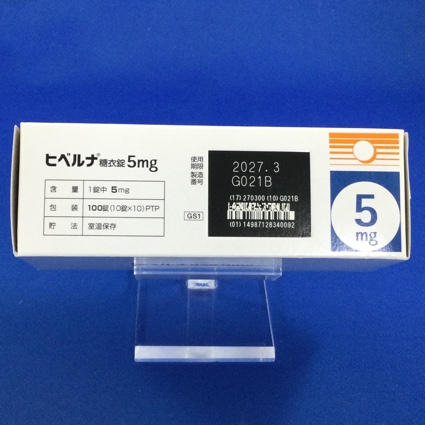 ヒベルナ®糖衣錠5mg
含 量 1錠中 5mg
包 装 100錠(10錠×10)PTP
貯 法 室温保存
使用
期限
製造
番号
2027. 3
G021B
(17) 270300 (10) G021B
GS1
(01) 14987128340092
5
mg